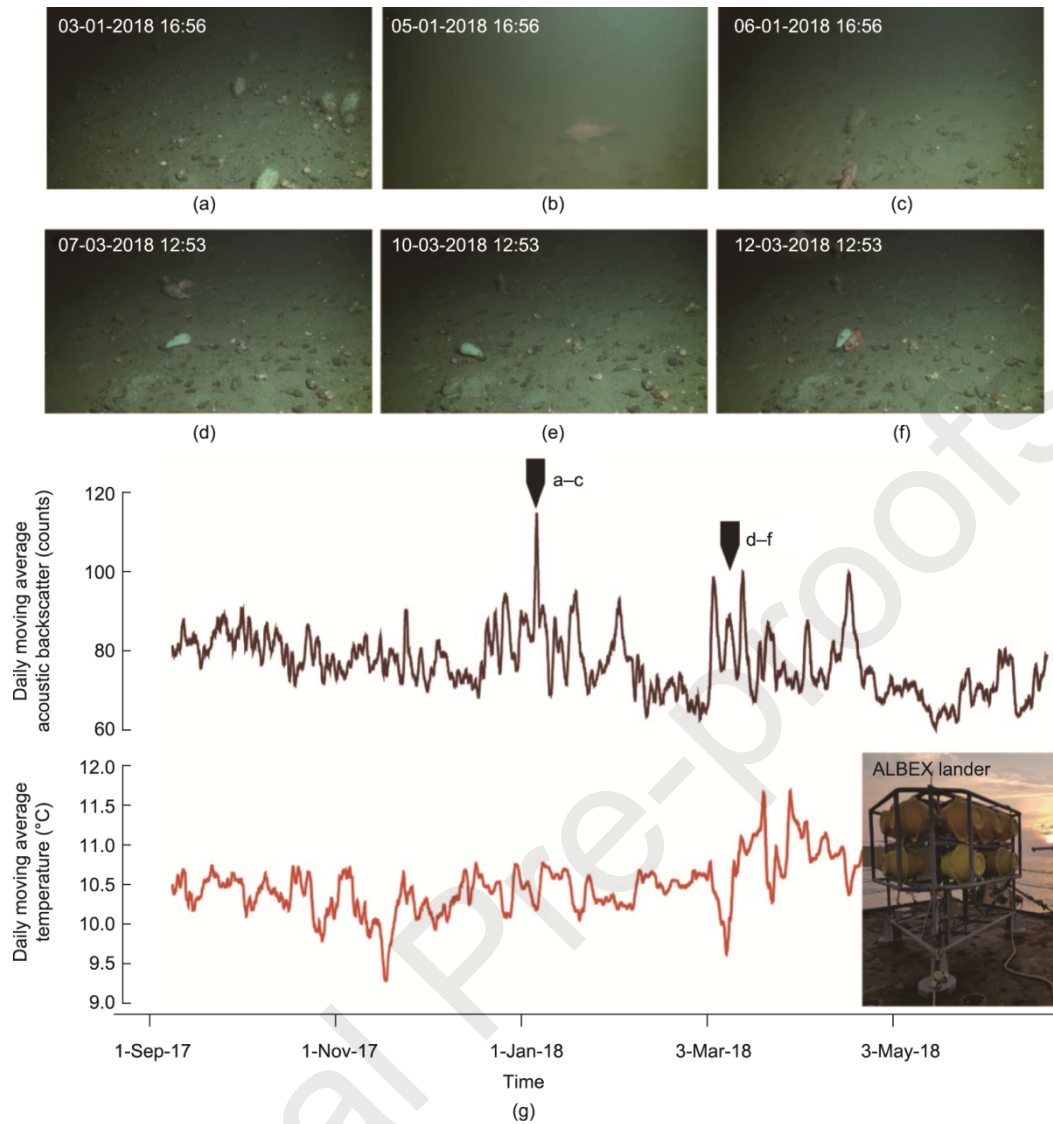 03-01-2018 16:56
05-01-2018 16:56
06-01-2018 16:56
(a)
(b)
(c)
07-03-2018 12:53
10-03-2018 12:53
12-03-2018 12:53
(d)
(e)
(f)
Daily moving average
acoustic backscatter (counts)
120
100
80
60
a–c
d–f
Daily moving average
temperature (°C)
12.0
11.5
11.0
10.5
10.0
9.5
9.0
ALBEX lander
1-Sep-17
1-Nov-17
1-Jan-18
3-Mar-18
3-May-18
Time
(g)
al Pre-proofs